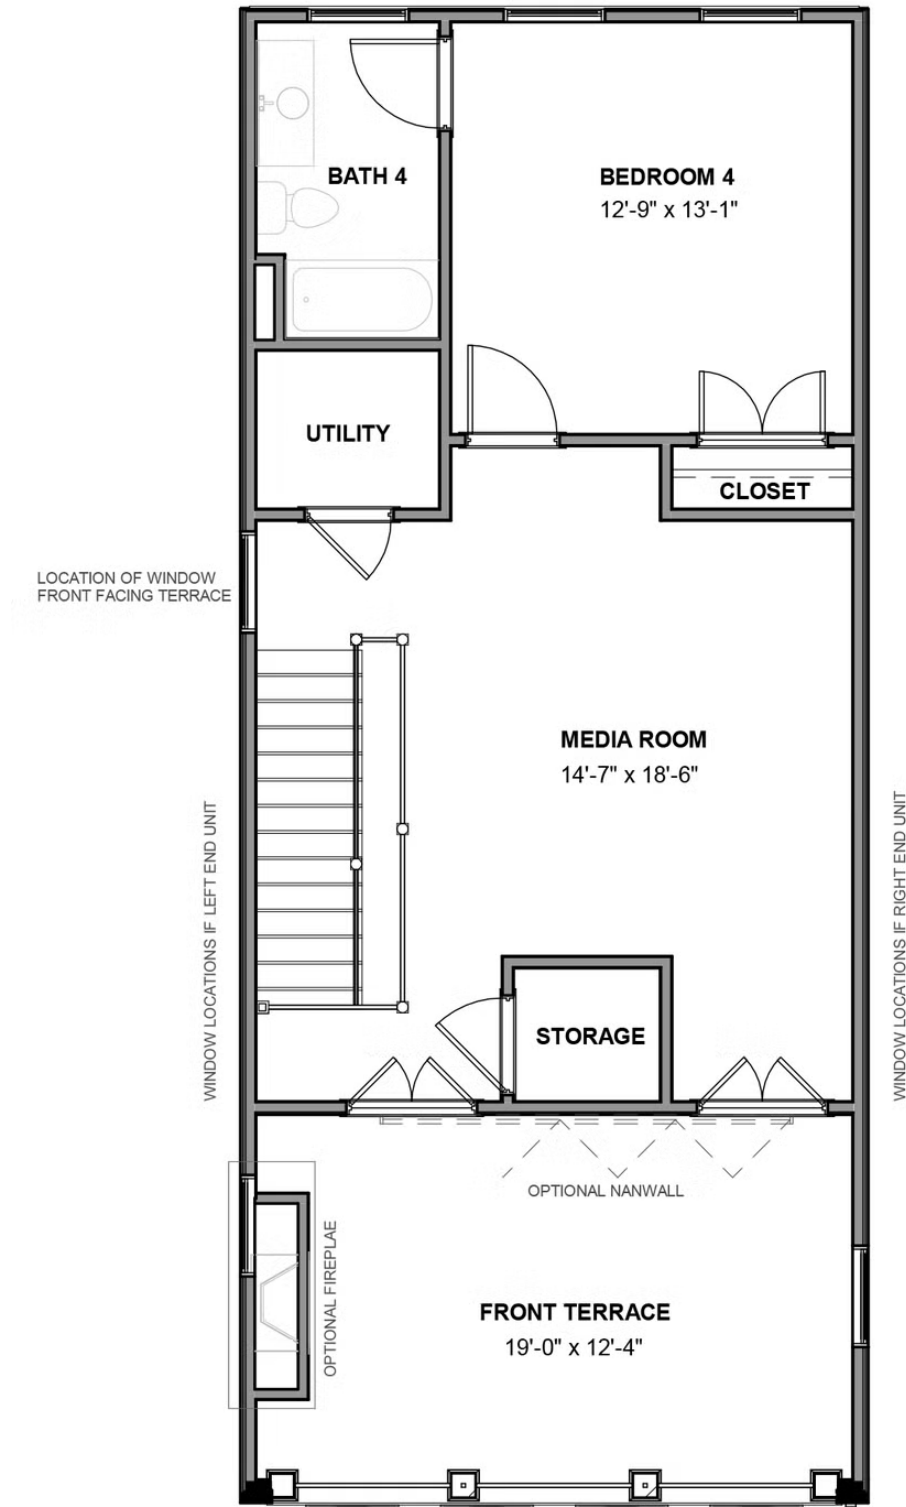 BATH 4
BEDROOM 4
12'-9" x 13'-1"
UTILITY
CLOSET
LOCATION OF WINDOW
FRONT FACING TERRACE
MEDIA ROOM
14'-7" x 18'-6"
WINDOW LOCATIONS IF LEFT END UNIT
WINDOW LOCATIONS IF RIGHT END UNIT
STORAGE
OPTIONAL NANWALL
OPTIONAL FIREPLAE
FRONT TERRACE
19'-0" x 12'-4"